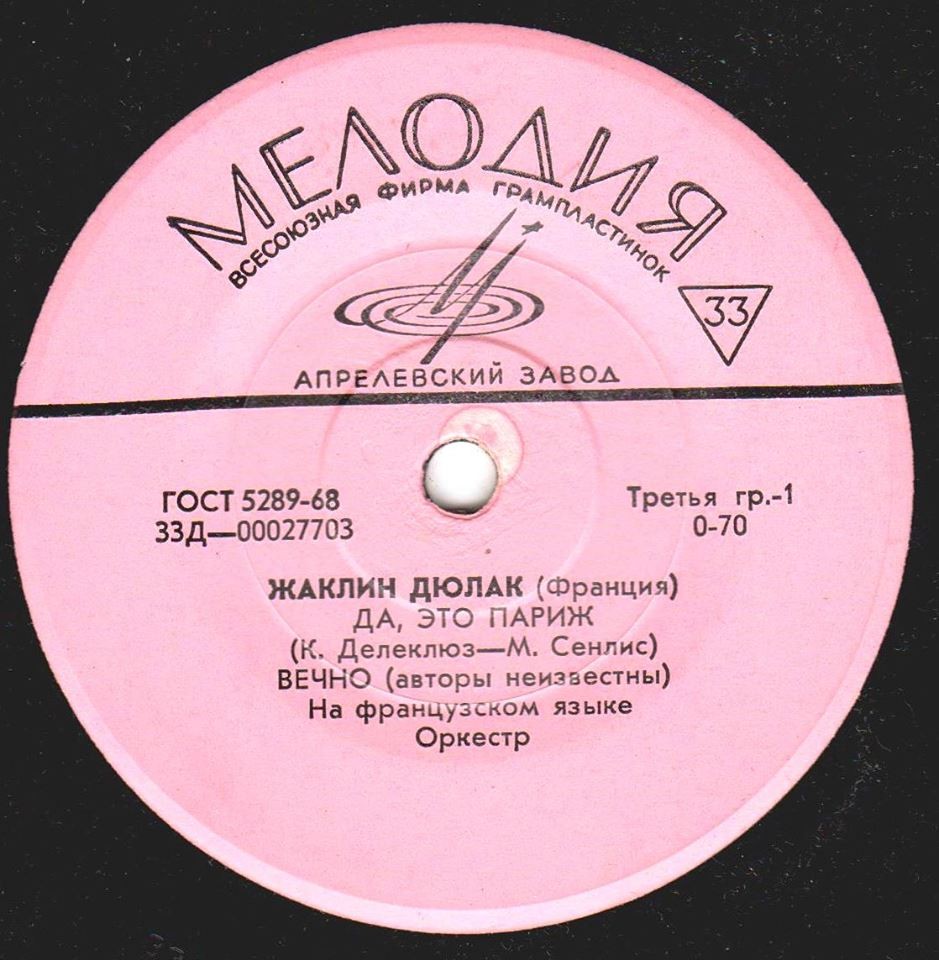 МЕЛОДИЯ
ВСЕСОЮЗНАЯ ФИРМА ГРАМПЛАСТИНОК
33
АПРЕЛЕВСКИЙ ЗАВОД
ГОСТ 5289-68
33Д—00027703
Третья гр.-1
0-70
ЖАКЛИН ДЮЛАК (Франция)
ДА, ЭТО ПАРИЖ
(К. Делеклюз—М. Сенлис)
ВЕЧНО (авторы неизвестны)
На французском языке
Оркестр